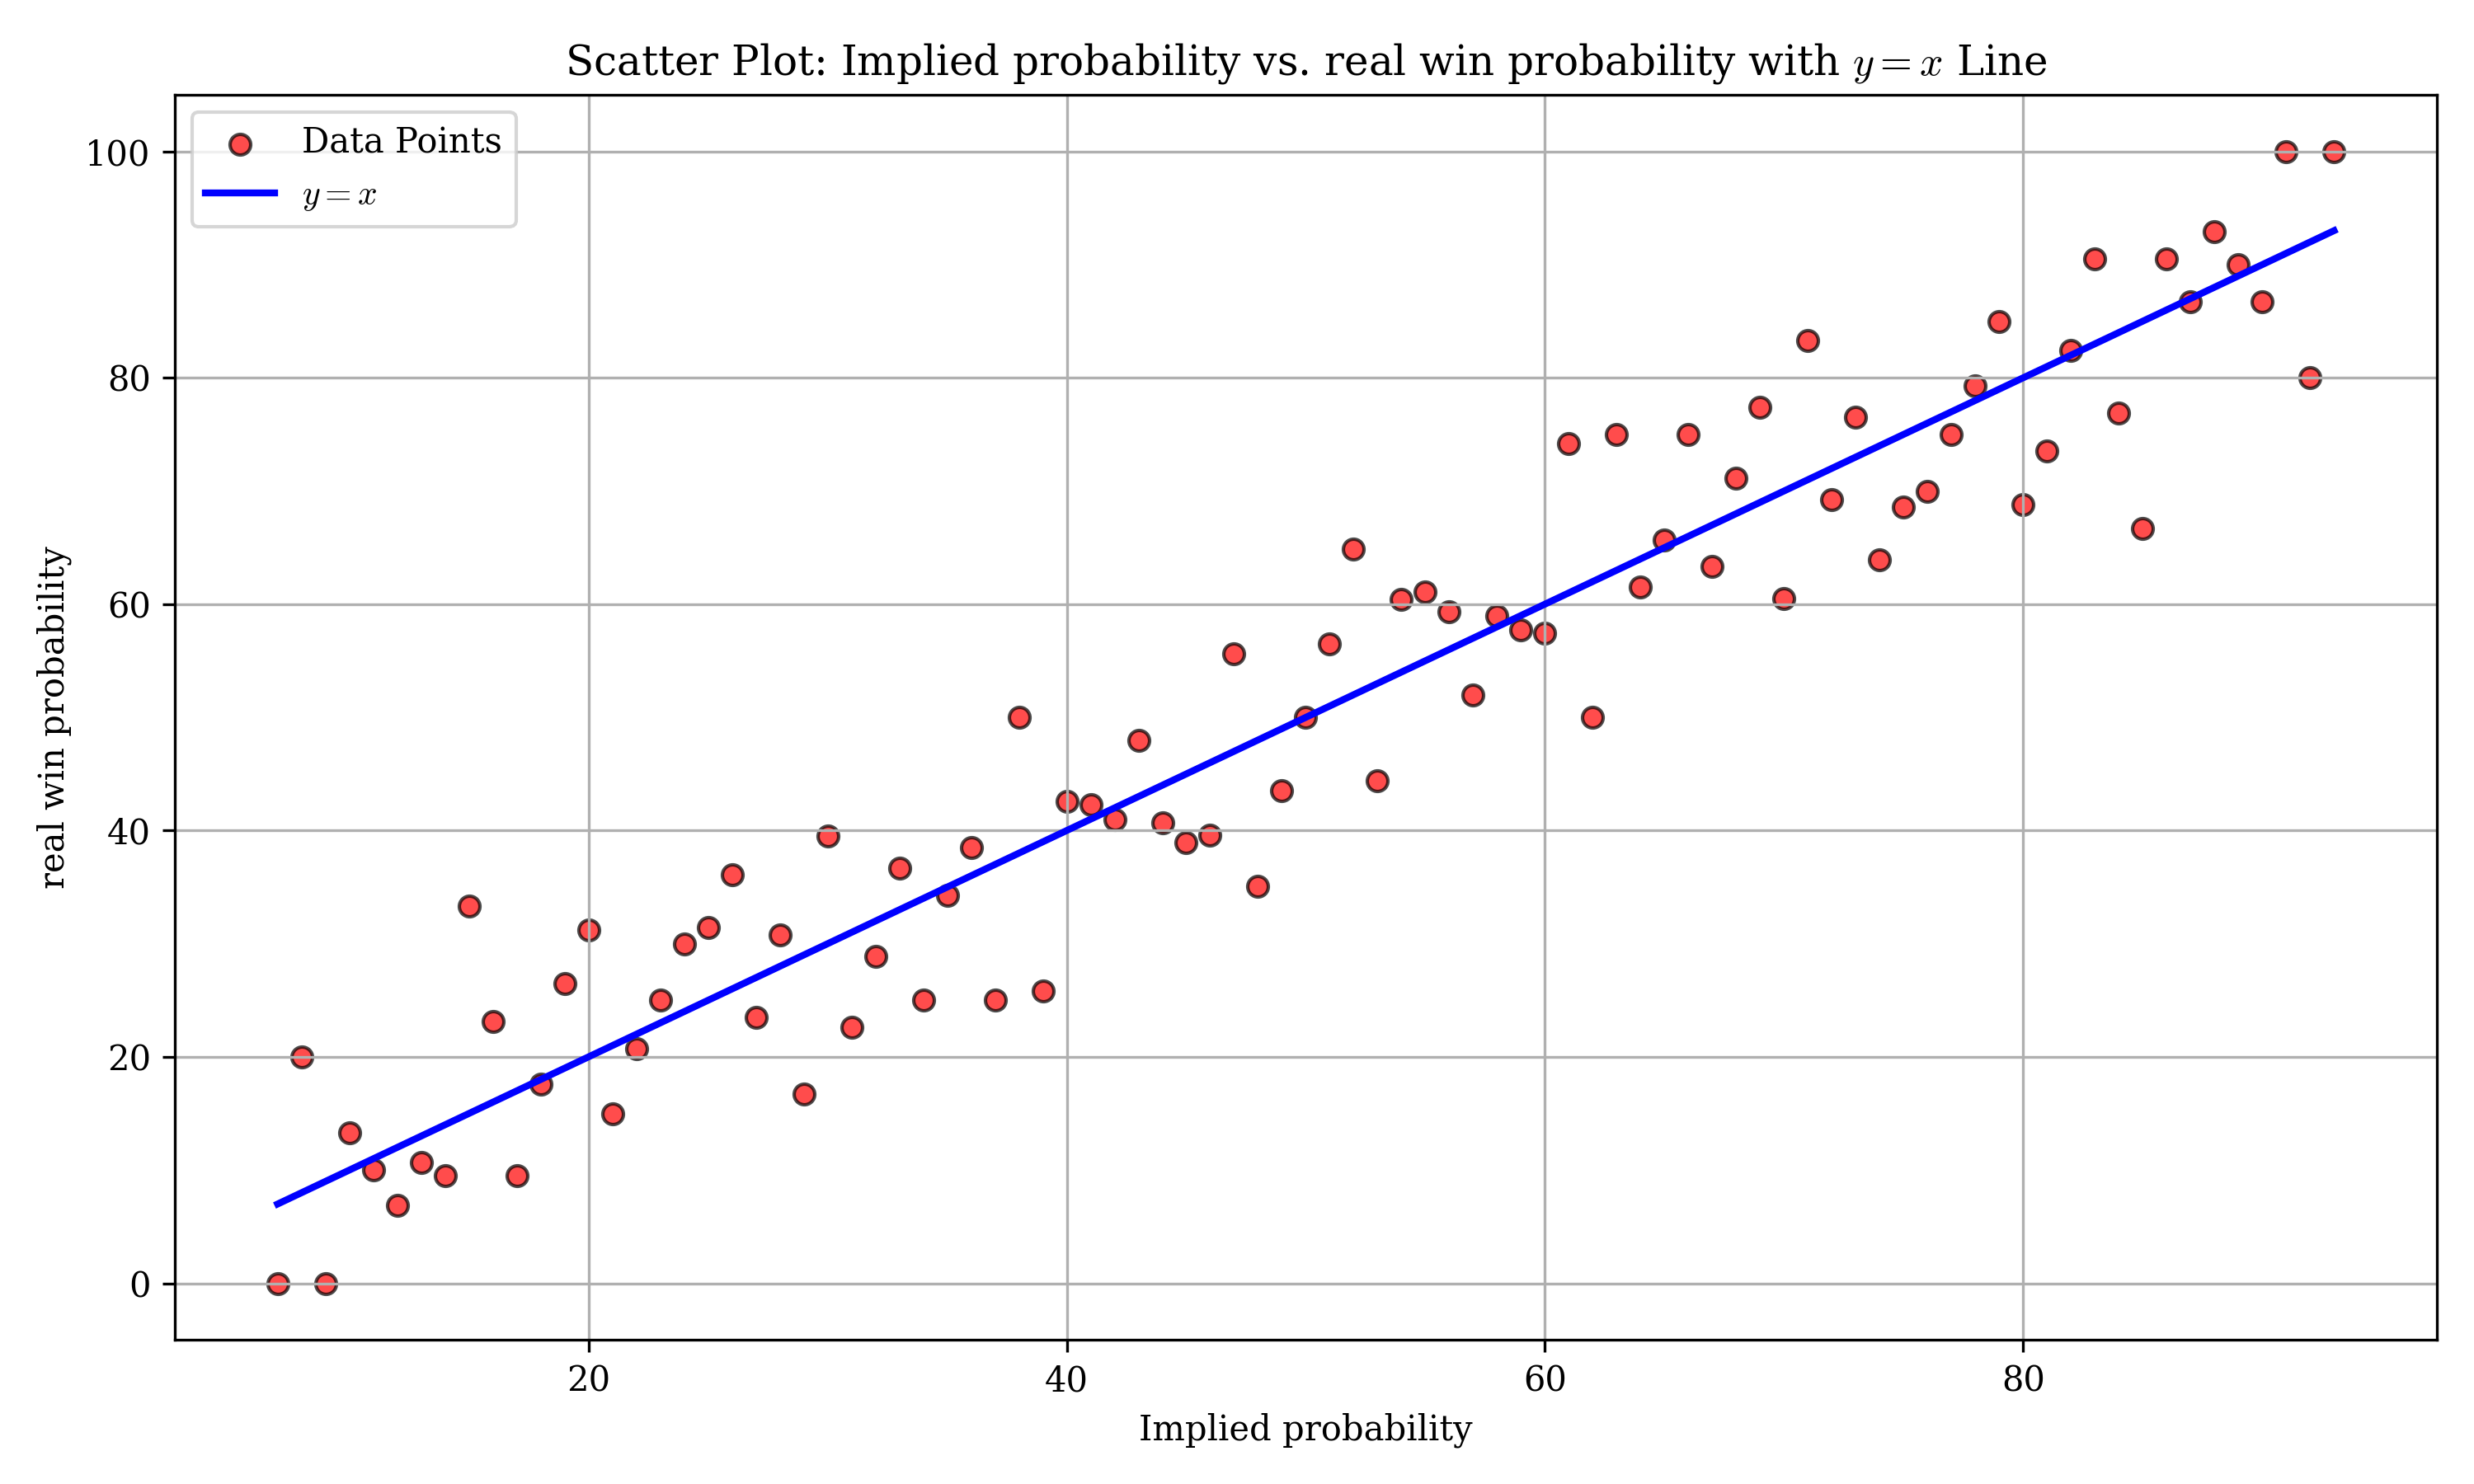 Scatter Plot: Implied probability vs. real win probability with y = x Line
Data Points
y = x
100
80
60
40
20
0
real win probability
20
40
60
80
Implied probability